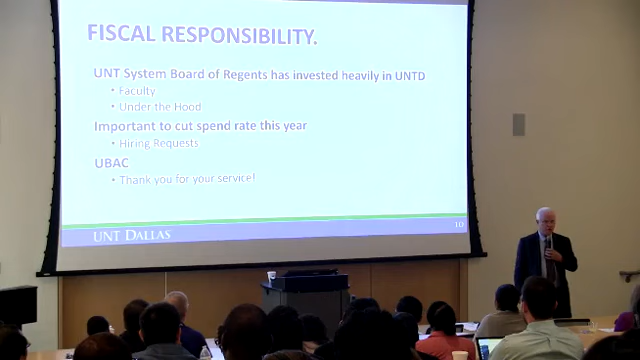 FISCAL RESPONSIBILITY.
UNT System Board of Regents has invested heavily in UNTD
• Faculty
• Under the Hood
Important to cut spend rate this year
• Hiring Requests
UBAC
• Thank you for your service!
UNT DALLAS
10